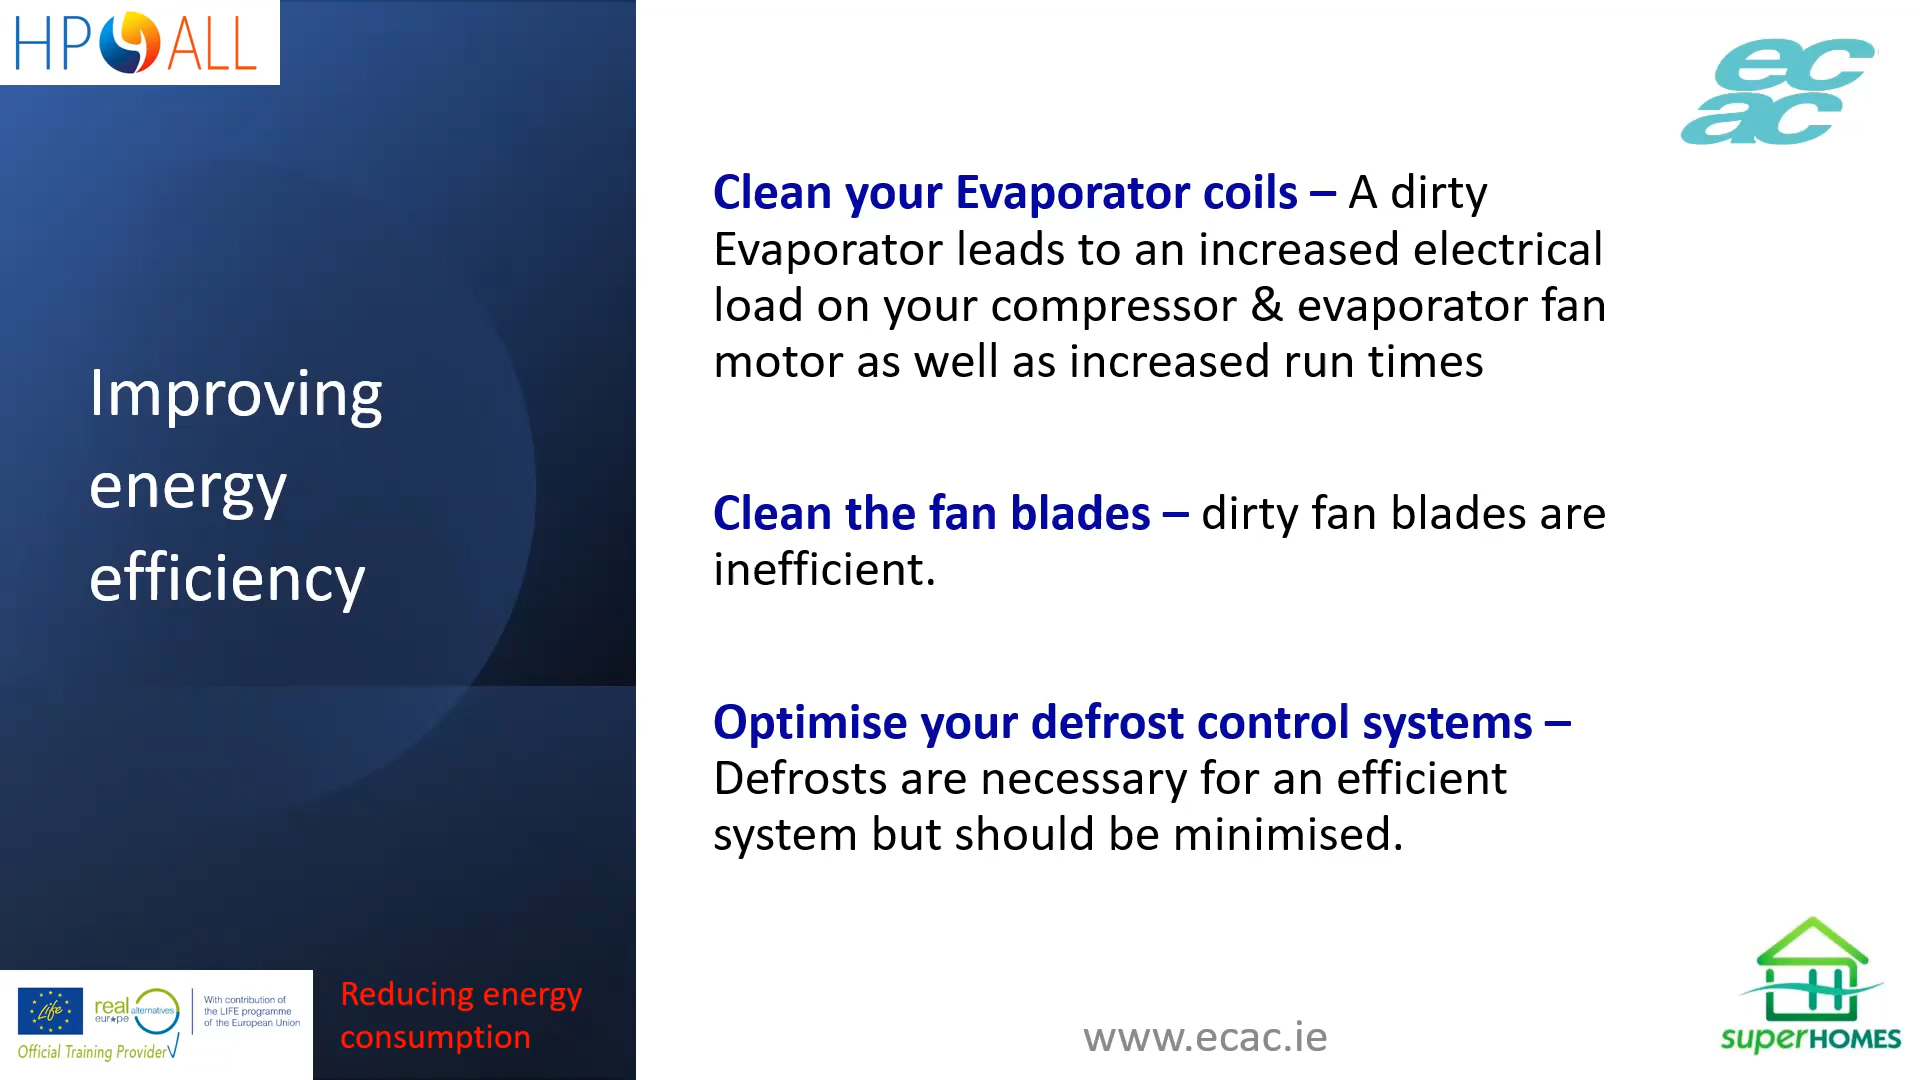 HP4ALL
ec
ac
Improving
energy
efficiency
Clean your Evaporator coils – A dirty
Evaporator leads to an increased electrical
load on your compressor & evaporator fan
motor as well as increased run times
Clean the fan blades – dirty fan blades are
inefficient.
Optimise your defrost control systems –
Defrosts are necessary for an efficient
system but should be minimised.
Life
real alternatives
europe
With contribution of
the LIFE programme
of the European Union
Official Training Provider
Reducing energy
consumption
www.ecac.ie
superHOMES